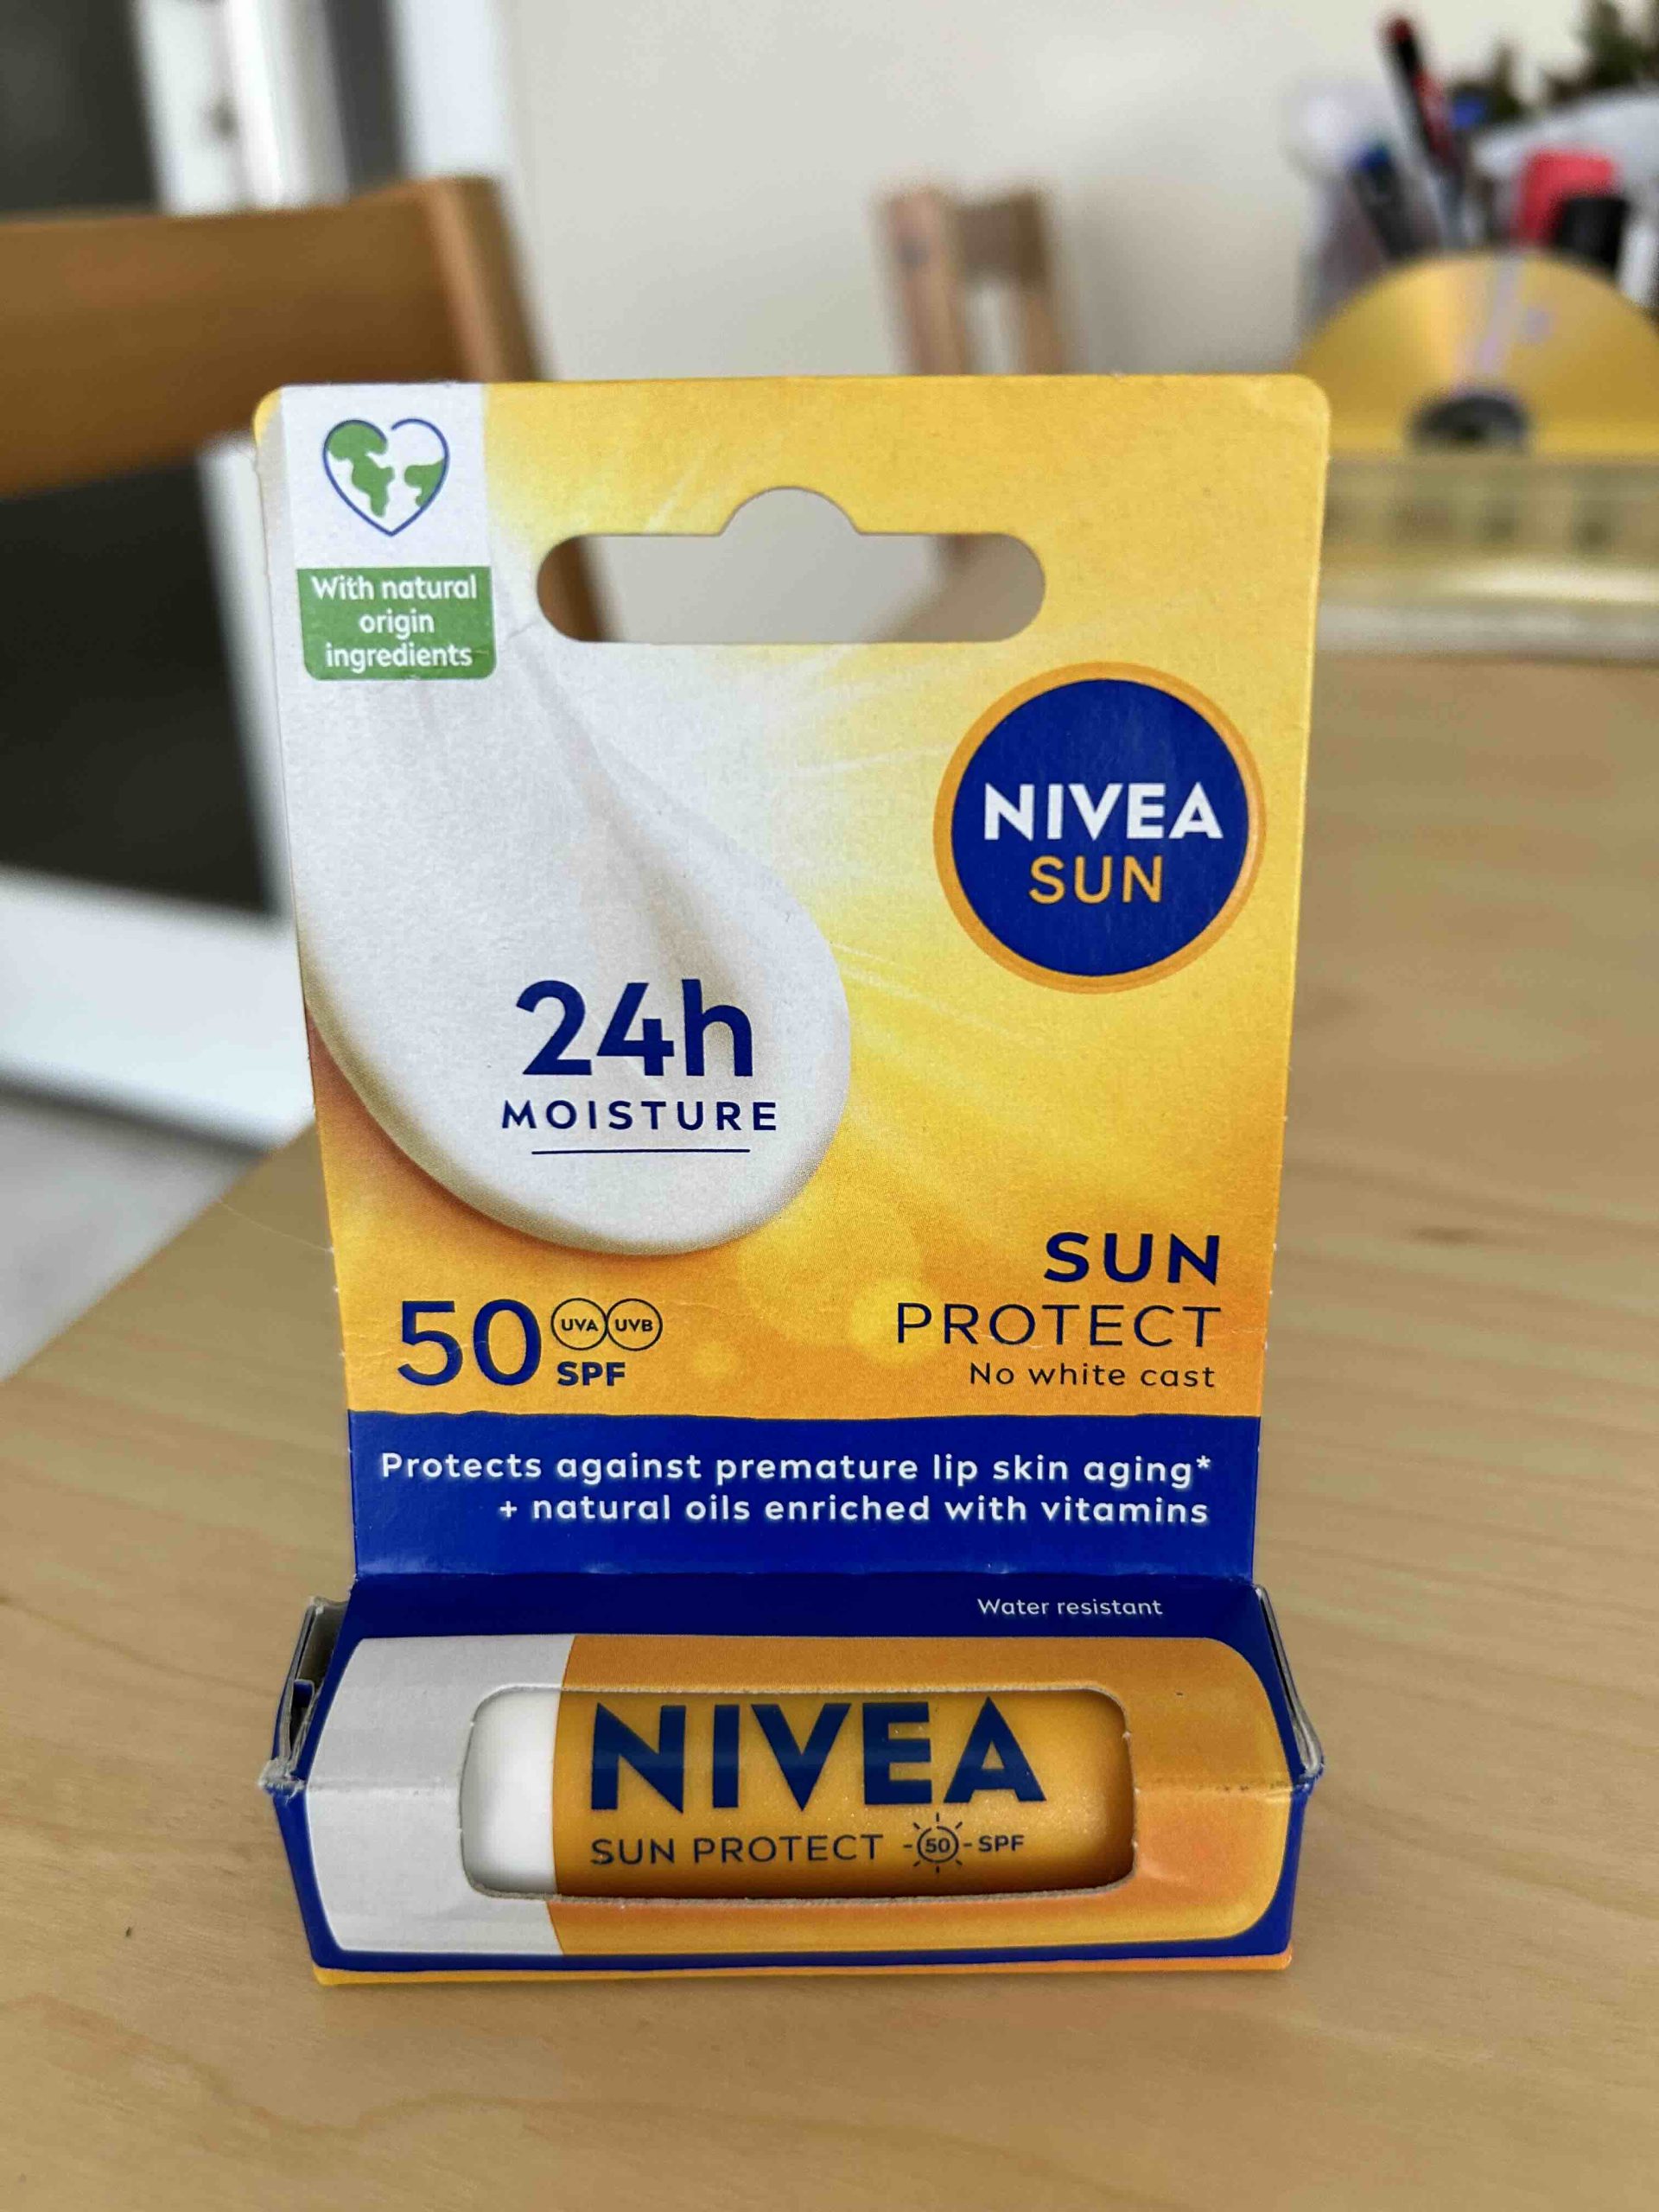 With natural
origin
ingredients
NIVEA
SUN
24h
MOISTURE
50 UVA UVB
SPF
SUN
PROTECT
No white cast
Protects against premature lip skin aging*
+ natural oils enriched with vitamins
Water resistant
NIVEA
SUN PROTECT 50 SPF